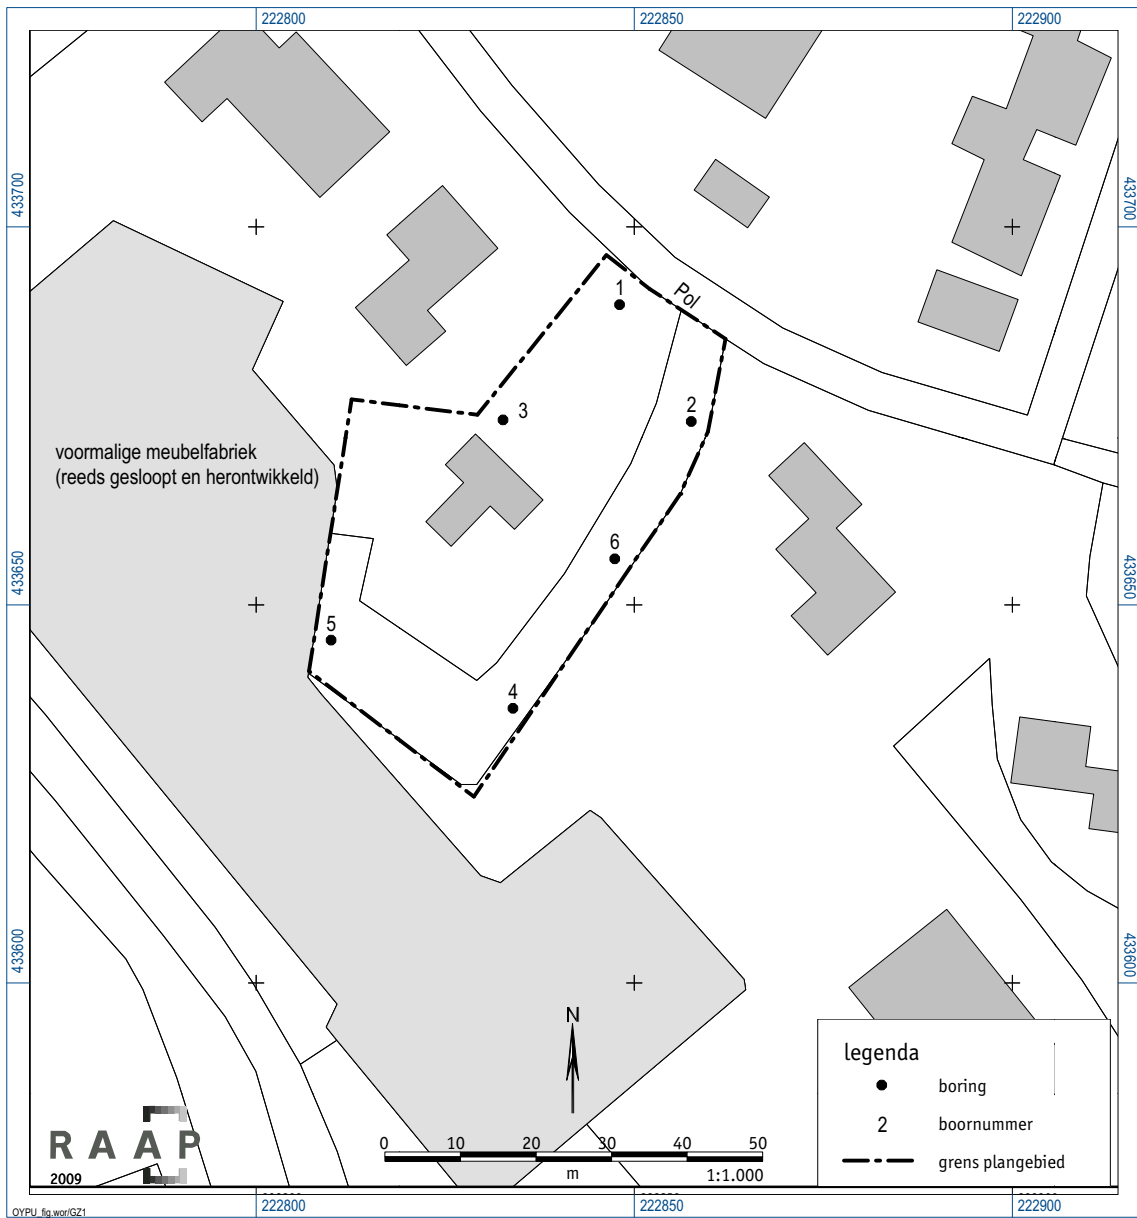 222800
222850
222900
433700
433700
1
Pol
3
2
voormalige meubelfabriek
(reeds gesloopt en herontwikkeld)
6
433650
433650
5
4
433600
433600
N
legenda
boring
2 boornummer
grens plangebied
RAAP
2009
0 10 20 30 40 50
m 1:1.000
222800
222850
222900
OYPU_fig.wor/GZ1